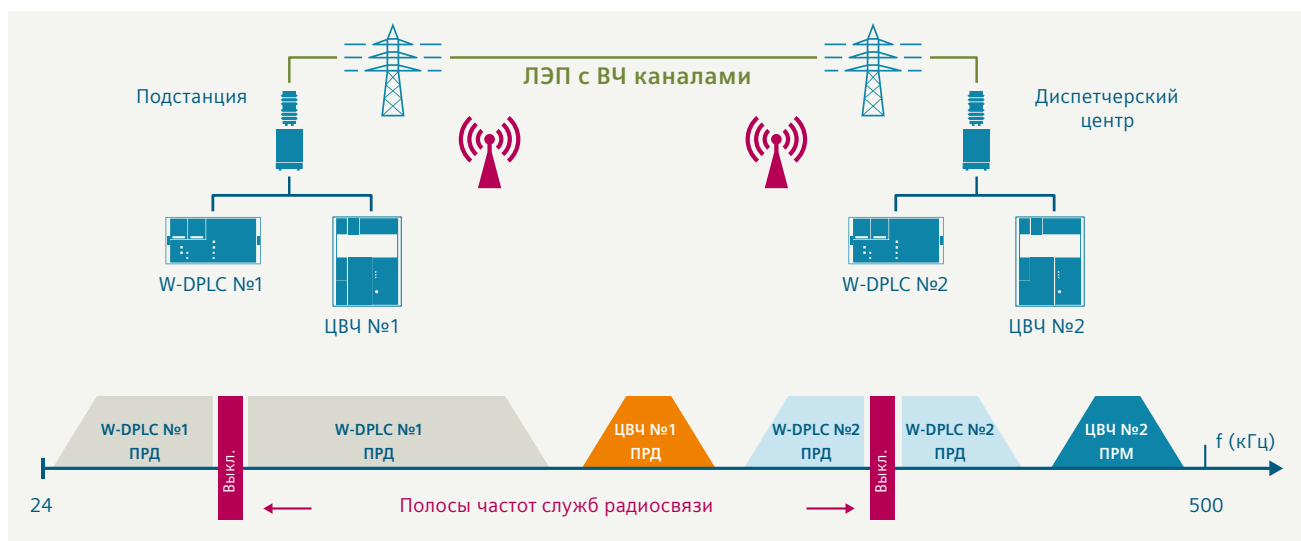 ЛЭП с ВЧ каналами
Подстанция
Диспетчерский
центр
W-DPLC №1
ЦВЧ №1
W-DPLC №2
ЦВЧ №2
W-DPLC №1
ПРД
Выкл.
W-DPLC №1
ПРД
ЦВЧ №1
ПРД
W-DPLC №2
ПРД
Выкл.
W-DPLC №2
ПРД
ЦВЧ №2
ПРМ
f (кГц)
24
Полосы частот служб радиосвязи
500